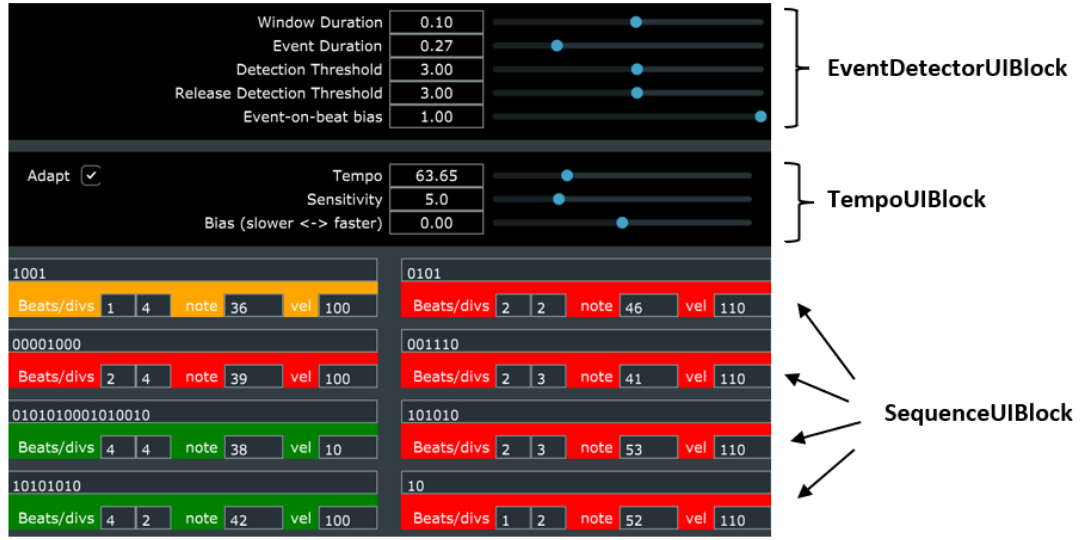 Window Duration 0.10
Event Duration 0.27
Detection Threshold 3.00
Release Detection Threshold 3.00
Event-on-beat bias 1.00
EventDetectorUIBlock
Adapt Tempo 63.65
Sensitivity 5.0
Bias (slower <-> faster) 0.00
TempoUIBlock
1001
Beats/divs 1 4 note 36 vel 100
0101
Beats/divs 2 2 note 46 vel 110
00001000
Beats/divs 2 4 note 39 vel 100
001110
Beats/divs 2 3 note 41 vel 110
0101010001010010
Beats/divs 4 4 note 38 vel 10
101010
Beats/divs 2 3 note 53 vel 110
10101010
Beats/divs 4 2 note 42 vel 100
10
Beats/divs 1 2 note 52 vel 110
SequenceUIBlock